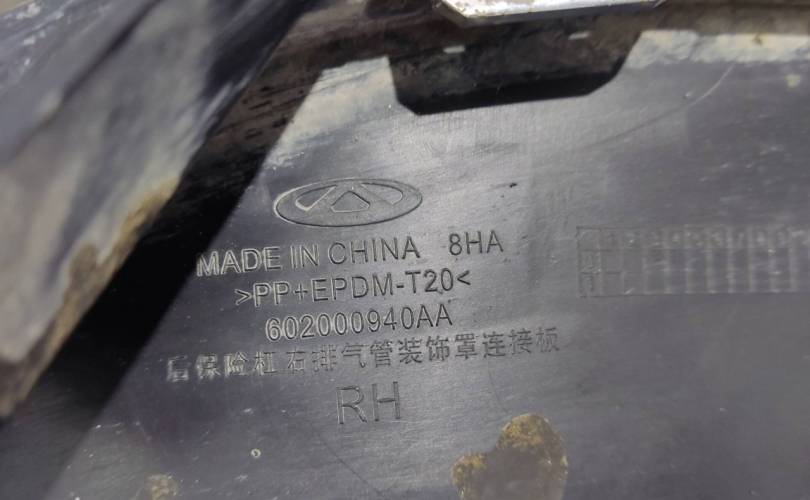 MADE IN CHINA 8HA
>PP+EPDM-T20<
602000940AA
后保险杠右排气管装饰罩连接板
RH